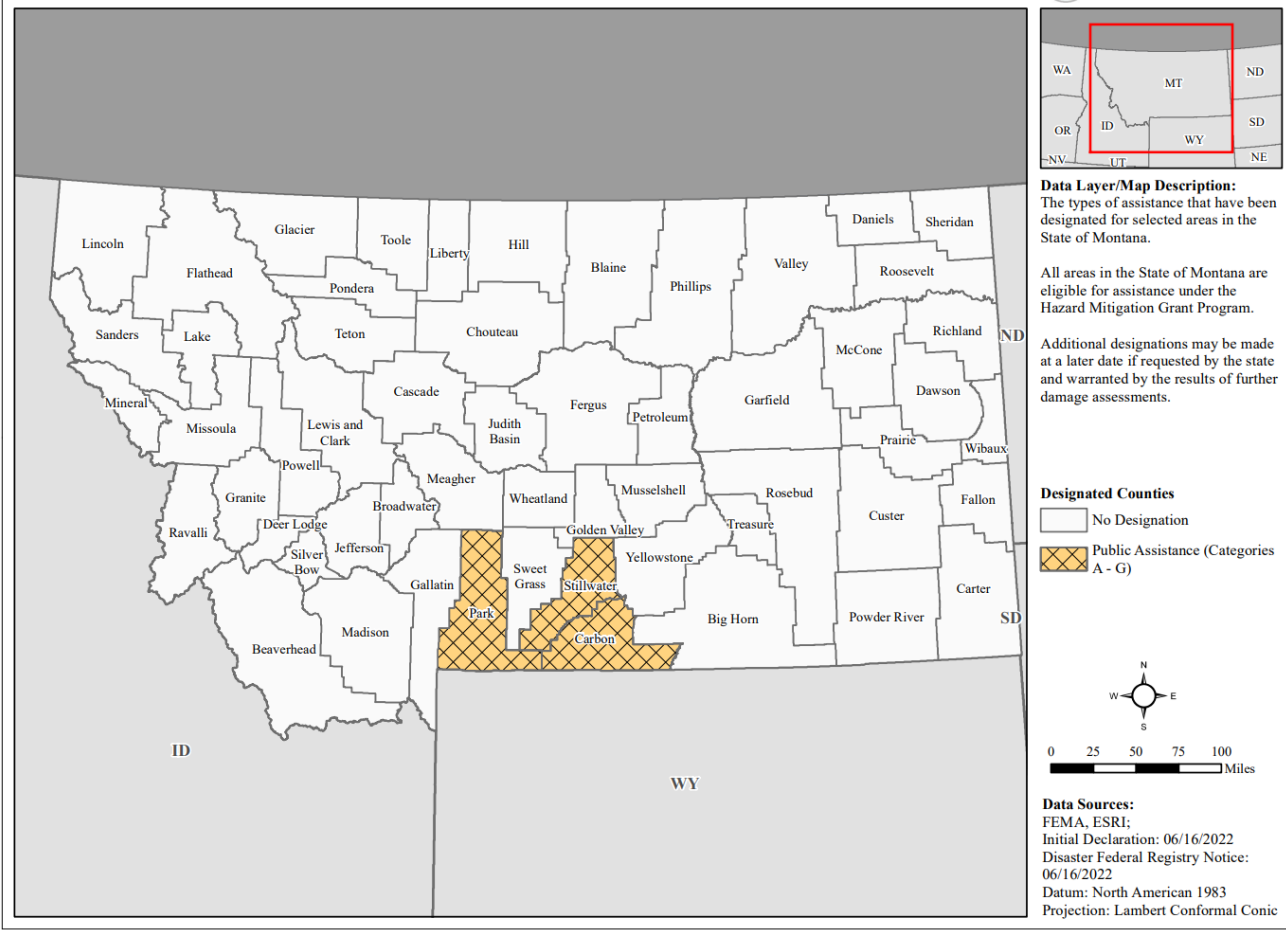 WA
MT
ND
OR
ID
SD
WY
NV
UT
NE
Data Layer/Map Description:
The types of assistance that have been
designated for selected areas in the
State of Montana.
All areas in the State of Montana are
eligible for assistance under the
Hazard Mitigation Grant Program.
Additional designations may be made
at a later date if requested by the state
and warranted by the results of further
damage assessments.
Designated Counties
No Designation
Public Assistance (Categories
A - G)
N
W
E
S
0 25 50 75 100
Miles
Data Sources:
FEMA, ESRI;
Initial Declaration: 06/16/2022
Disaster Federal Registry Notice:
06/16/2022
Datum: North American 1983
Projection: Lambert Conformal Conic
Lincoln
Flathead
Glacier
Toole
Liberty
Hill
Blaine
Phillips
Valley
Daniels
Sheridan
Roosevelt
Pondera
Sanders
Lake
Teton
Chouteau
McCone
Richland
ND
Mineral
Missoula
Lewis and
Clark
Cascade
Judith
Basin
Fergus
Petroleum
Garfield
Dawson
Prairie
Wibaux
Powell
Granite
Meagher
Wheatland
Musselshell
Rosebud
Custer
Fallon
Ravalli
Deer Lodge
Broadwater
Silver
Bow
Jefferson
Golden Valley
Treasure
Yellowstone
Gallatin
Sweet
Grass
Stillwater
Park
Carbon
Big Horn
Powder River
Carter
SD
Beaverhead
Madison
ID
WY